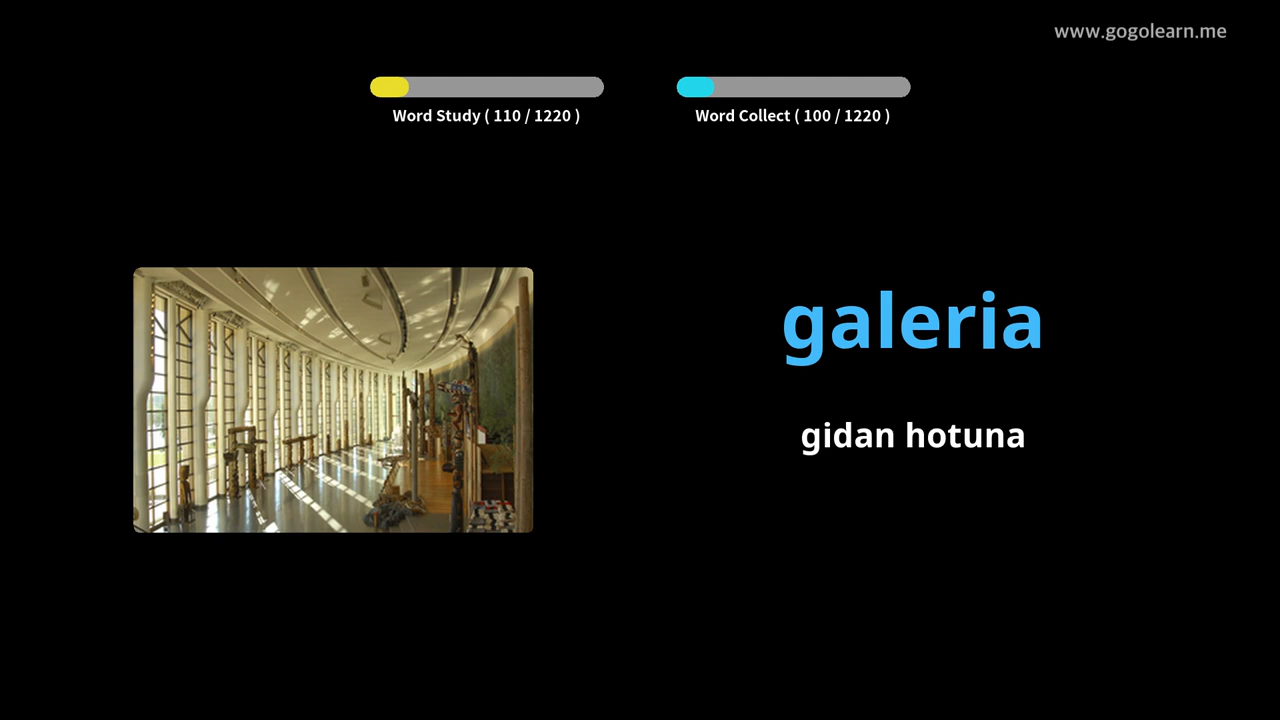 www.gogolearn.me
Word Study ( 110 / 1220 )
Word Collect ( 100 / 1220 )
galeria
gidan hotuna